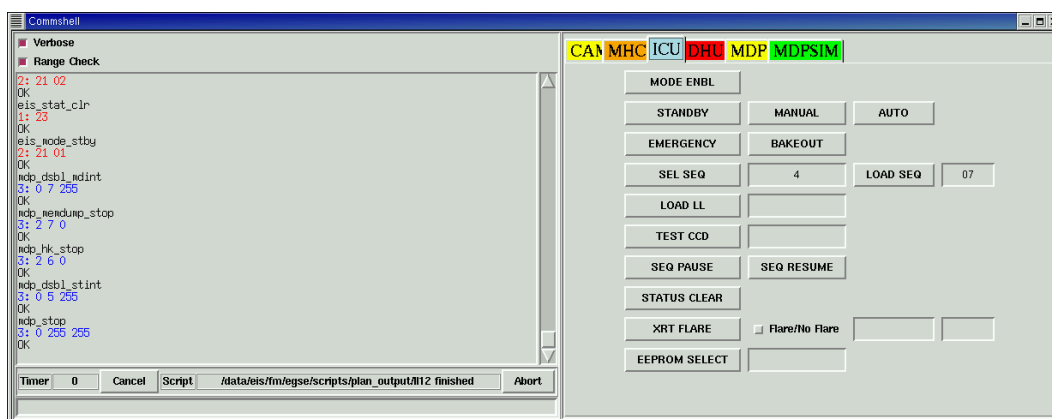 Commshell
Verbose
Range Check
2: 21 02
OK
eis_stat_clr
1: 23
OK
eis_mode_stby
2: 21 01
OK
mdp_dsbl_mdint
3: 0 7 255
OK
mdp_memdump_stop
3: 2 7 0
OK
mdp_hk_stop
3: 2 6 0
OK
mdp_dsbl_stint
3: 0 5 255
OK
mdp_stop
3: 0 255 255
OK
Timer 0 Cancel Script /data/eis/fm/egse/scripts/plan_output/ll12 finished Abort
CAM MHC ICU DHU MDP MDPSIM
MODE ENBL
STANDBY MANUAL AUTO
EMERGENCY BAKEOUT
SEL SEQ 4 LOAD SEQ 07
LOAD LL
TEST CCD
SEQ PAUSE SEQ RESUME
STATUS CLEAR
XRT FLARE Flare/No Flare
EEPROM SELECT